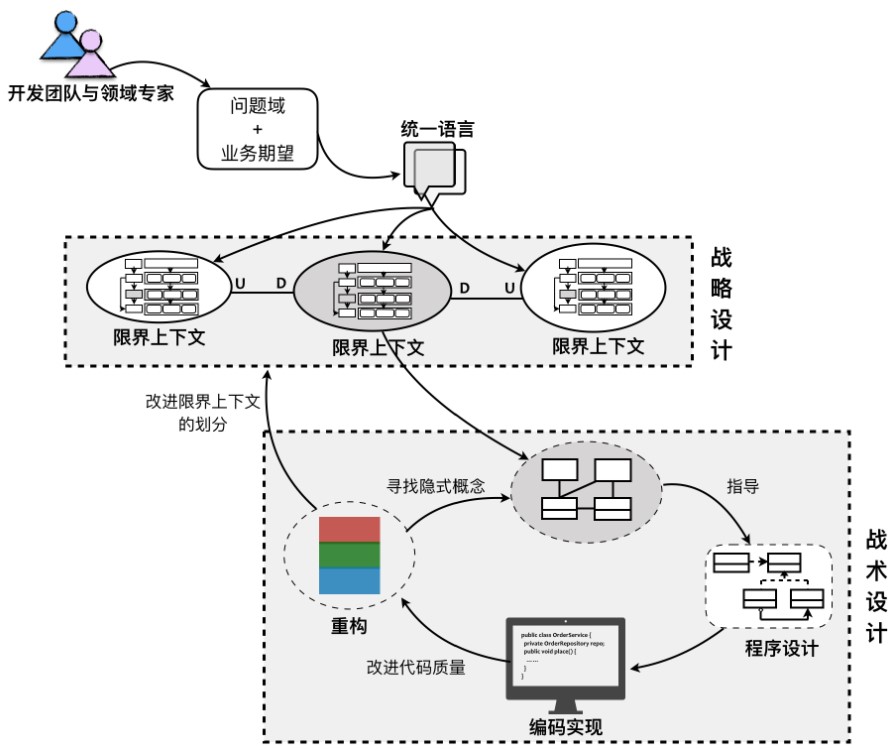 开发团队与领域专家
问题域
+
业务期望
统一语言
U
D
D
U
限界上下文
限界上下文
限界上下文
战略设计
改进限界上下文
的划分
寻找隐式概念
指导
重构
程序设计
战术设计
public class OrderService {
private OrderRepository repo;
public void place() {
......
}
}
改进代码质量
编码实现